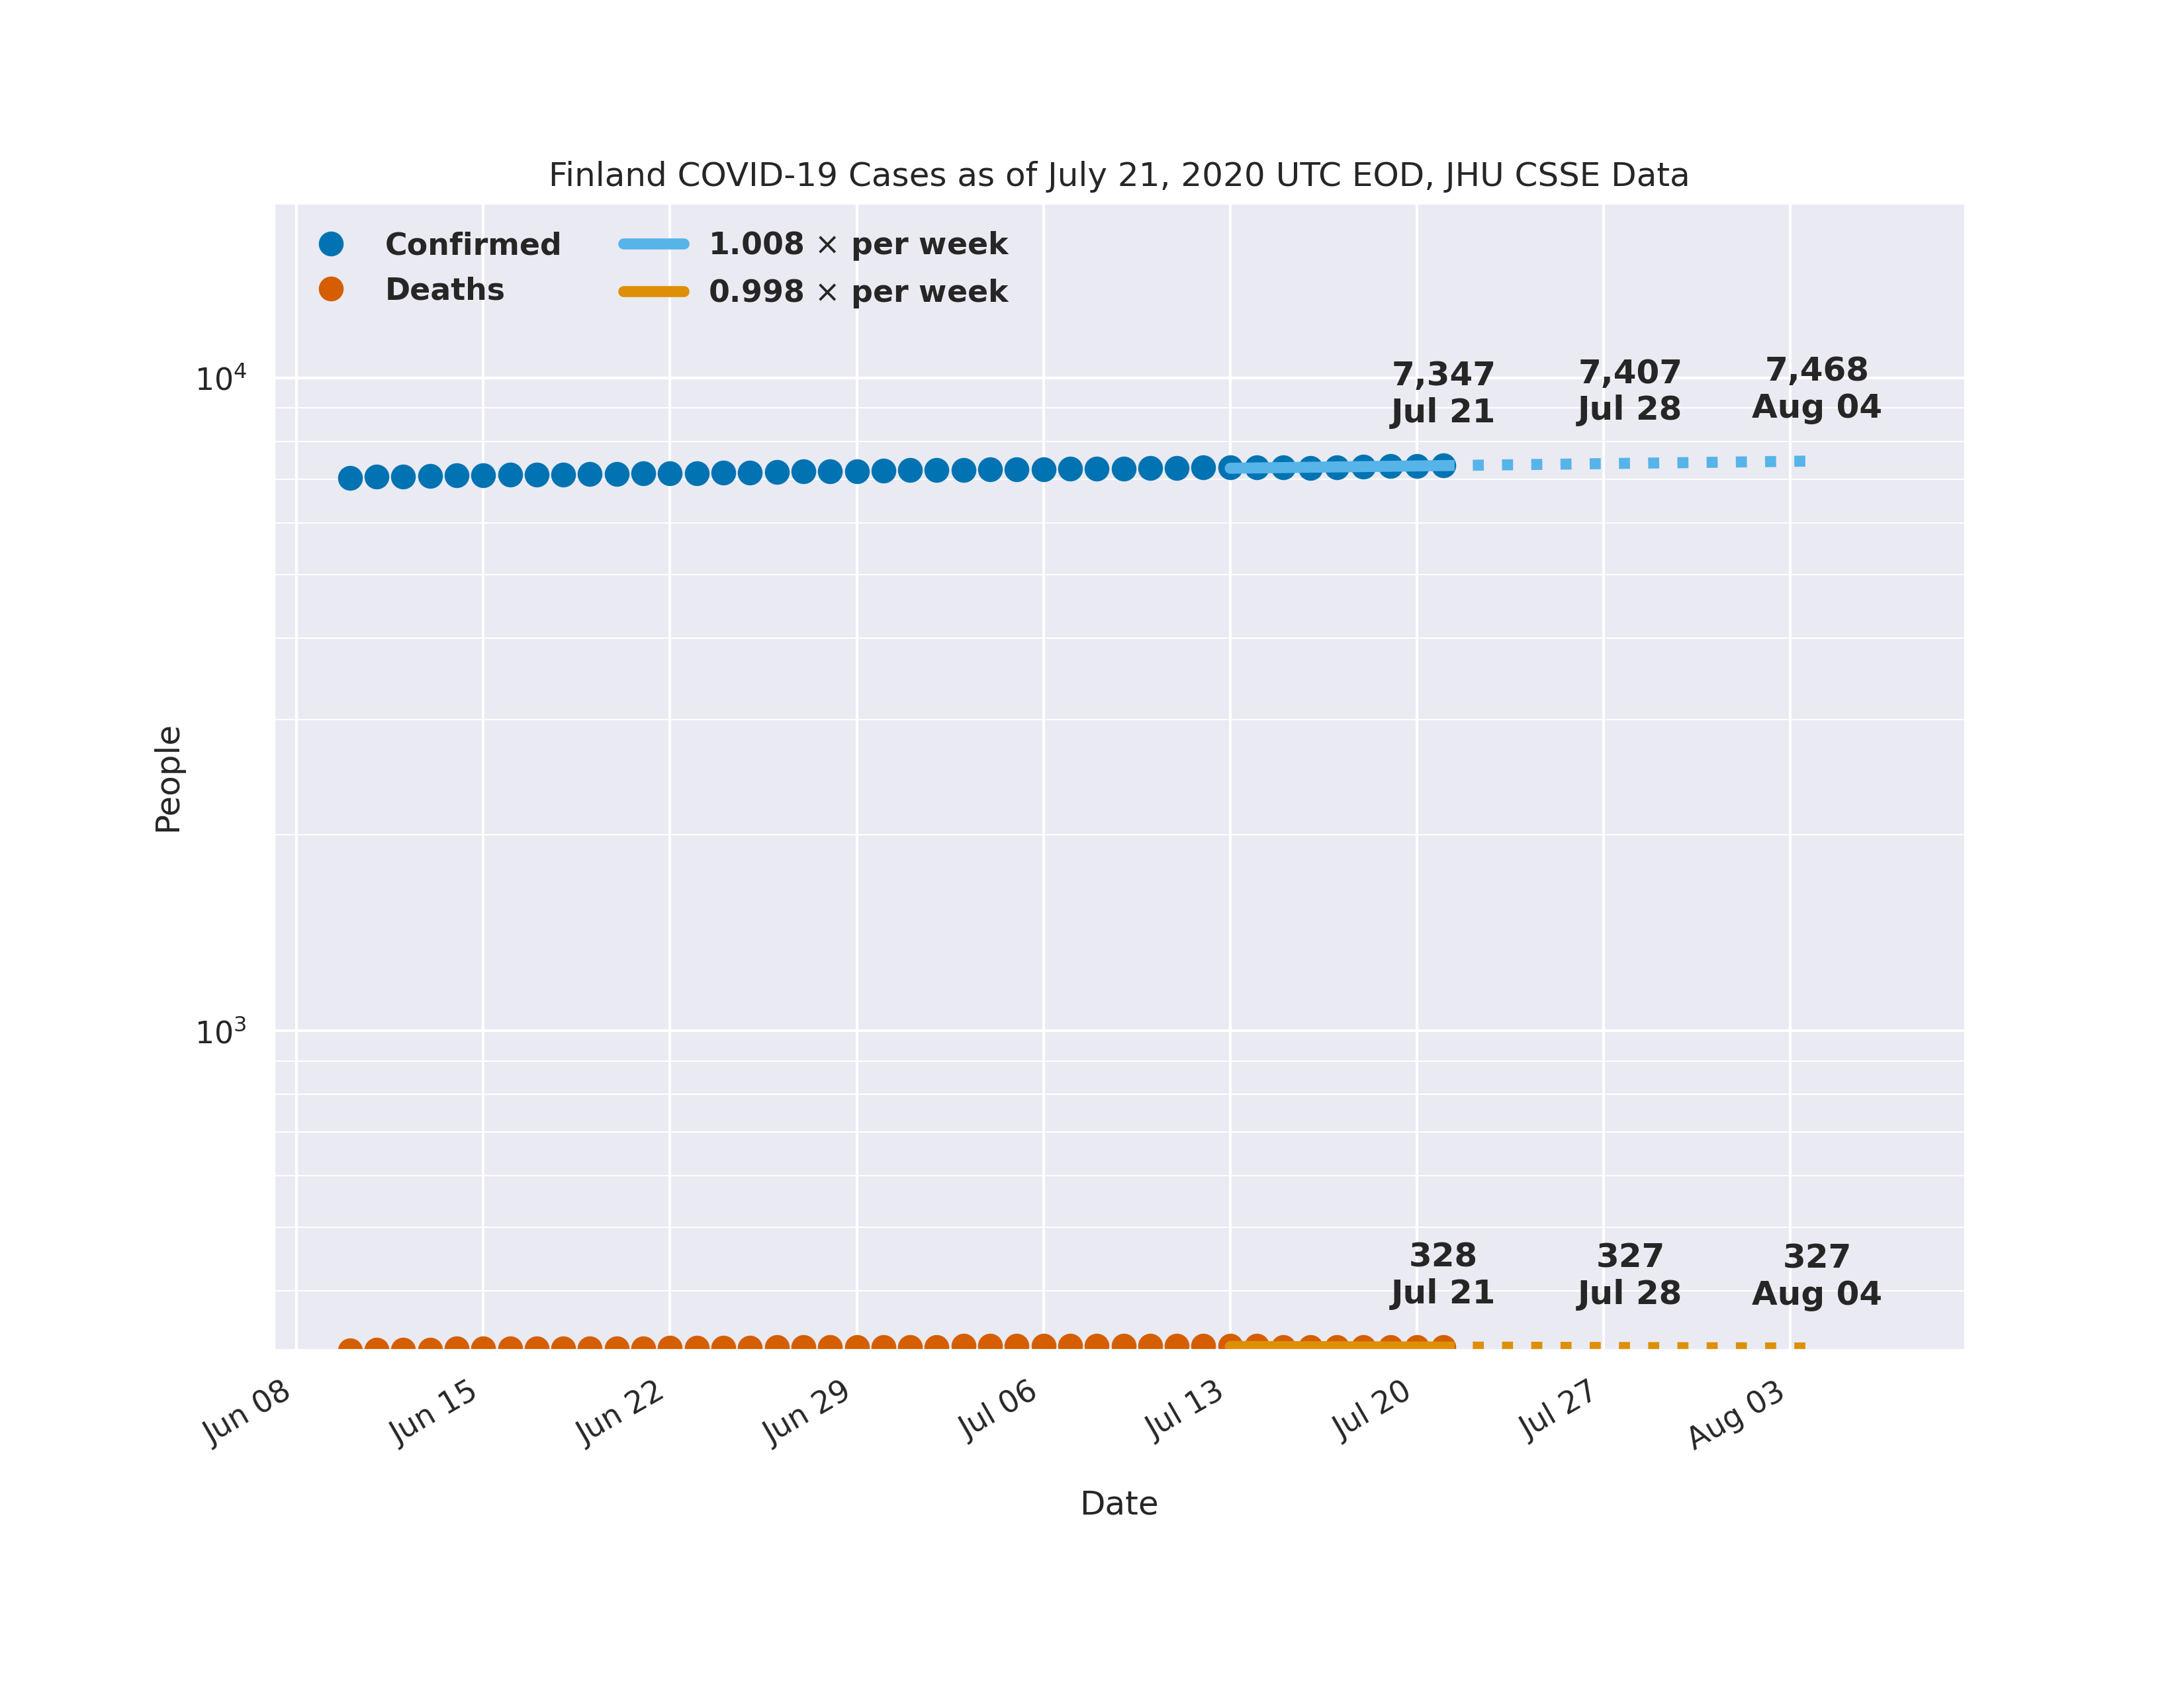 Finland COVID-19 Cases as of July 21, 2020 UTC EOD, JHU CSSE Data
Confirmed
Deaths
1.008 × per week
0.998 × per week
7,347
Jul 21
7,407
Jul 28
7,468
Aug 04
10⁴
People
10³
328
Jul 21
327
Jul 28
327
Aug 04
Jun 08
Jun 15
Jun 22
Jun 29
Jul 06
Jul 13
Jul 20
Jul 27
Aug 03
Date